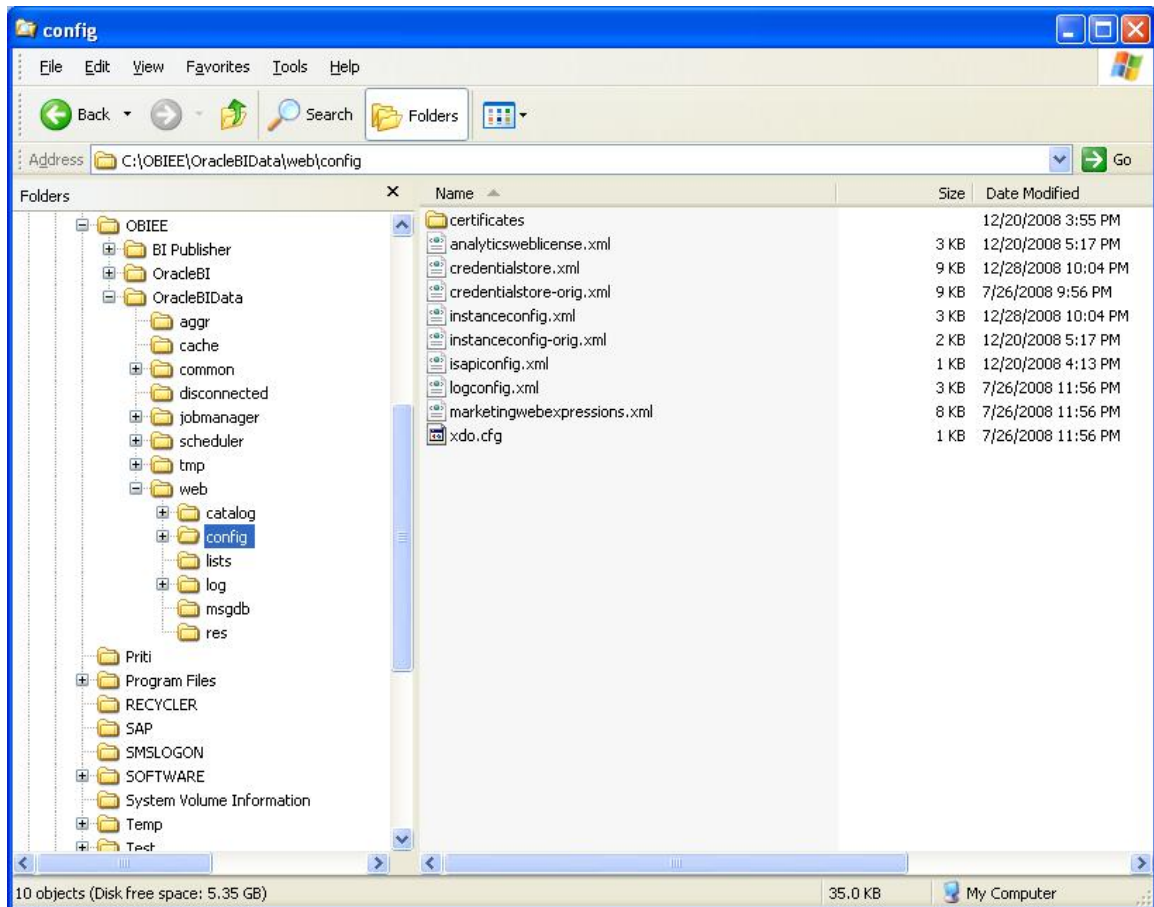 config
File Edit View Favorites Tools Help
Back Search Folders
Address C:\OBIEE\OracleBIData\web\config Go
Folders x
OBIEE
BI Publisher
OracleBI
OracleBIData
aggr
cache
common
disconnected
jobmanager
scheduler
tmp
web
catalog
config
lists
log
msgdb
res
Priti
Program Files
RECYCLER
SAP
SMSLOGON
SOFTWARE
System Volume Information
Temp
Test
Name Size Date Modified
certificates 12/20/2008 3:55 PM
analyticsweblicense.xml 3 KB 12/20/2008 5:17 PM
credentialstore.xml 9 KB 12/28/2008 10:04 PM
credentialstore-orig.xml 9 KB 7/26/2008 9:56 PM
instanceconfig.xml 3 KB 12/28/2008 10:04 PM
instanceconfig-orig.xml 2 KB 12/20/2008 5:17 PM
isapiconfig.xml 1 KB 12/20/2008 4:13 PM
logconfig.xml 3 KB 7/26/2008 11:56 PM
marketingwebexpressions.xml 8 KB 7/26/2008 11:56 PM
xdo.cfg 1 KB 7/26/2008 11:56 PM
10 objects (Disk free space: 5.35 GB) 35.0 KB My Computer